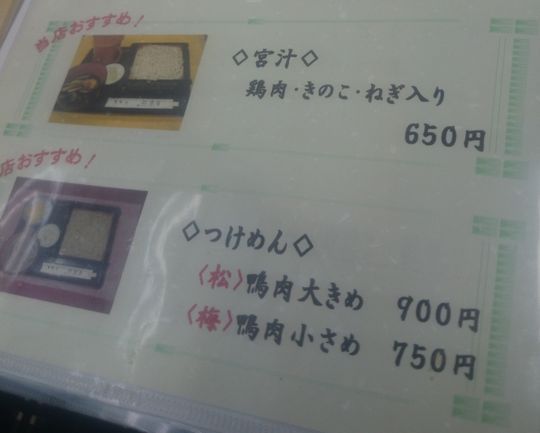 当店おすすめ!
◇宮汁◇
鶏肉・きのこ・ねぎ入り
650円
店おすすめ!
◇つけめん◇
〈松〉鴨肉大きめ 900円
〈梅〉鴨肉小さめ 750円